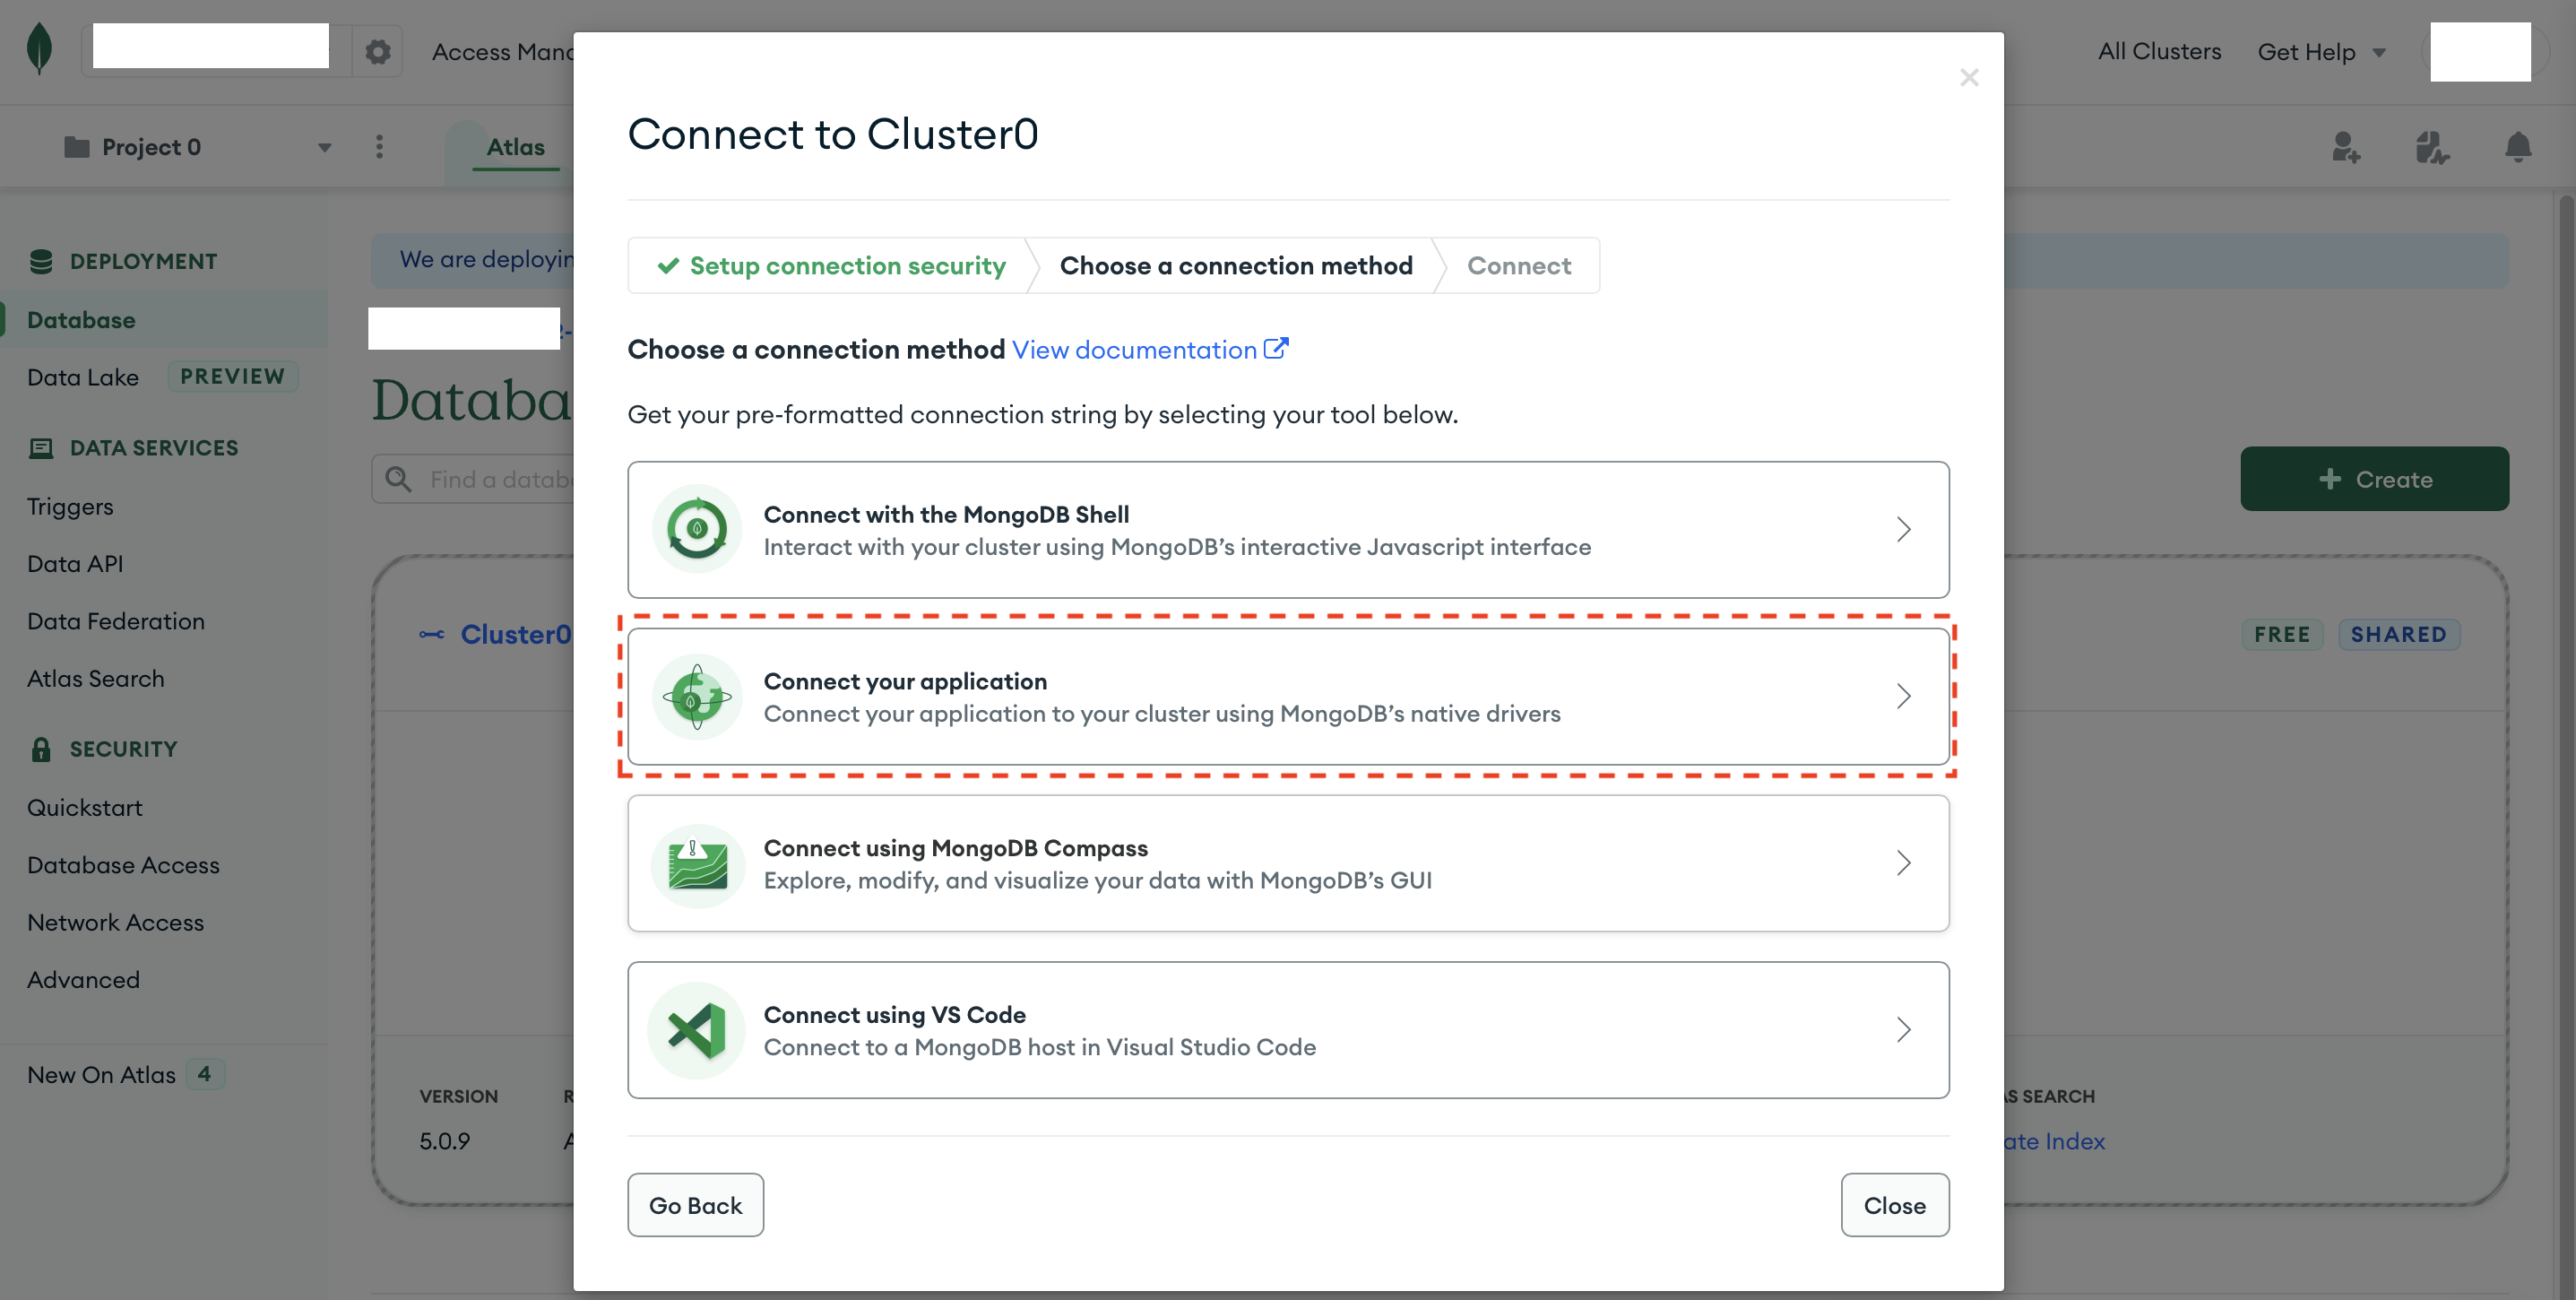 Access Mana
All Clusters
Get Help
Project 0
Atlas
DEPLOYMENT
Database
Data Lake PREVIEW
DATA SERVICES
Triggers
Data API
Data Federation
Atlas Search
SECURITY
Quickstart
Database Access
Network Access
Advanced
New On Atlas 4
We are deployin
Databa
Find a databa
Cluster0
VERSION
5.0.9
Connect to Cluster0
Setup connection security
Choose a connection method
Connect
Choose a connection method View documentation
Get your pre-formatted connection string by selecting your tool below.
Connect with the MongoDB Shell
Interact with your cluster using MongoDB’s interactive Javascript interface
Connect your application
Connect your application to your cluster using MongoDB’s native drivers
Connect using MongoDB Compass
Explore, modify, and visualize your data with MongoDB’s GUI
Connect using VS Code
Connect to a MongoDB host in Visual Studio Code
Go Back
Close
+ Create
FREE
SHARED
AS SEARCH
ate Index